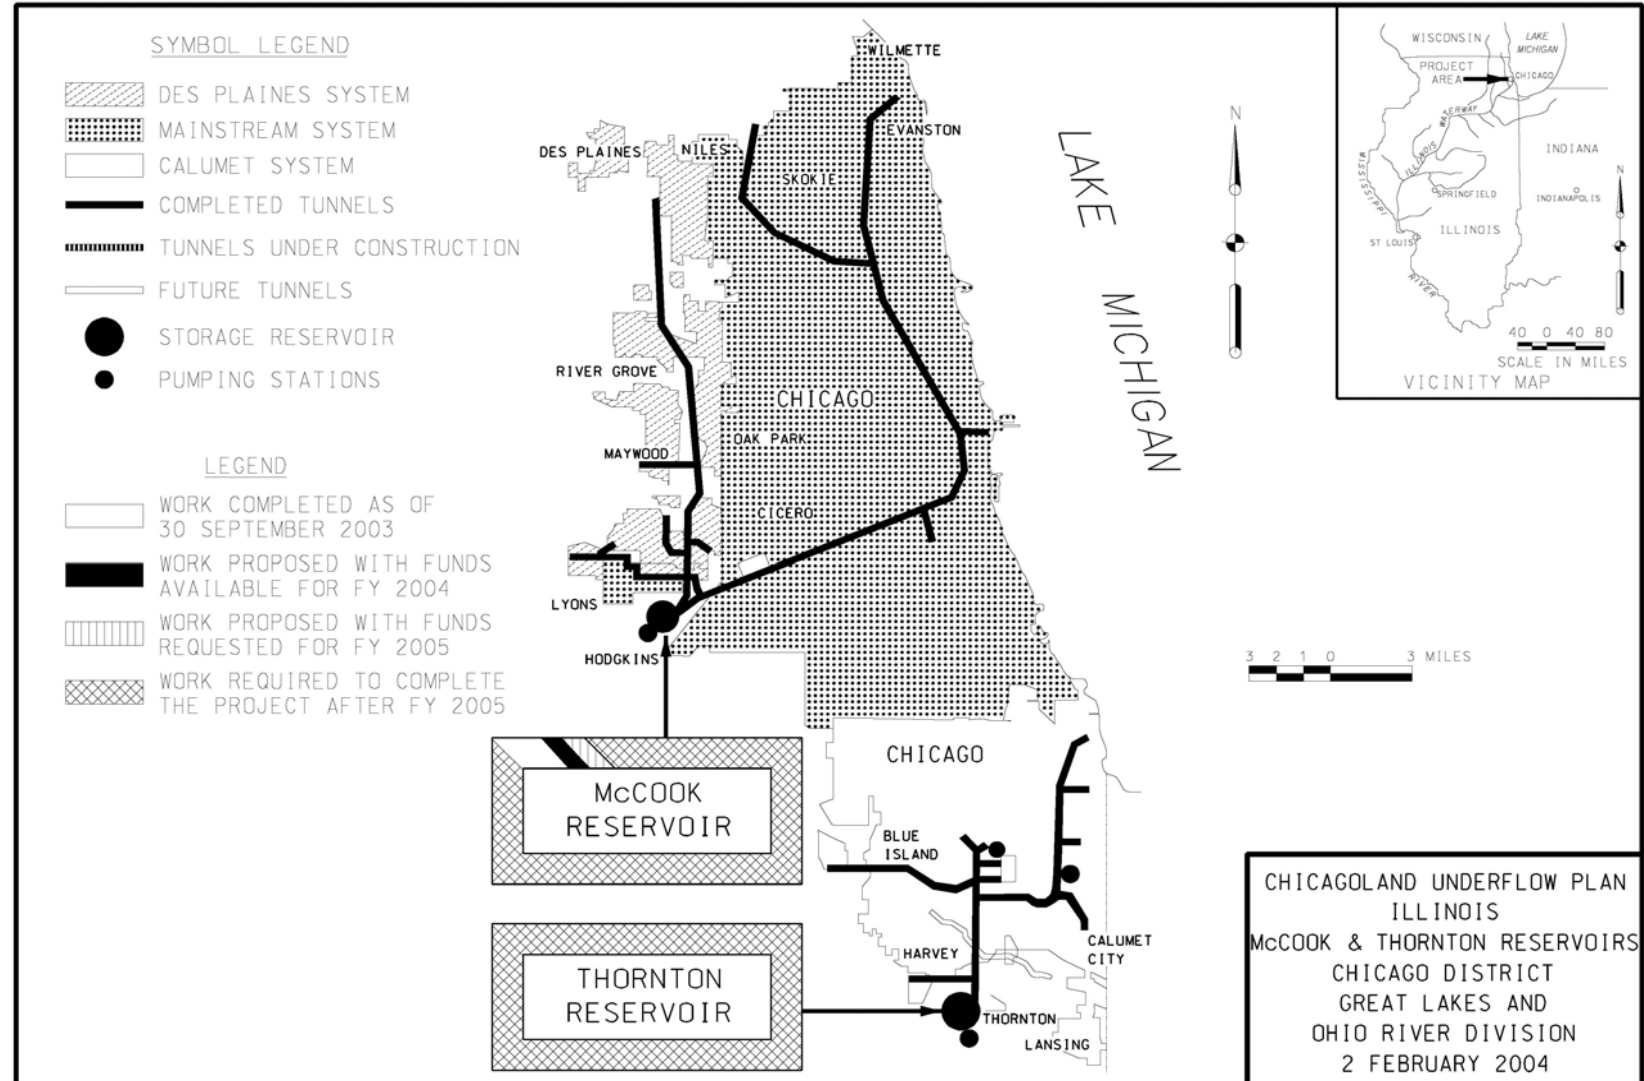 SYMBOL LEGEND
DES PLAINES SYSTEM
MAINSTREAM SYSTEM
CALUMET SYSTEM
COMPLETED TUNNELS
TUNNELS UNDER CONSTRUCTION
FUTURE TUNNELS
STORAGE RESERVOIR
PUMPING STATIONS
LEGEND
WORK COMPLETED AS OF
30 SEPTEMBER 2003
WORK PROPOSED WITH FUNDS
AVAILABLE FOR FY 2004
WORK PROPOSED WITH FUNDS
REQUESTED FOR FY 2005
WORK REQUIRED TO COMPLETE
THE PROJECT AFTER FY 2005
WILMETTE
EVANSTON
DES PLAINES
NILES
SKOKIE
RIVER GROVE
CHICAGO
OAK PARK
MAYWOOD
CICERO
LYONS
HODGKINS
LAKE
MICHIGAN
N
3 2 1 0 3 MILES
McCOOK
RESERVOIR
THORNTON
RESERVOIR
CHICAGO
BLUE
ISLAND
HARVEY
CALUMET
CITY
THORNTON
LANSING
WISCONSIN
LAKE
MICHIGAN
PROJECT
AREA
CHICAGO
WATERWAY
ILLINOIS
MISSISSIPPI
RIVER
SPRINGFIELD
INDIANA
INDIANAPOLIS
ILLINOIS
ST LOUIS
N
40 0 40 80
SCALE IN MILES
VICINITY MAP
CHICAGOLAND UNDERFLOW PLAN
ILLINOIS
McCOOK & THORNTON RESERVOIRS
CHICAGO DISTRICT
GREAT LAKES AND
OHIO RIVER DIVISION
2 FEBRUARY 2004